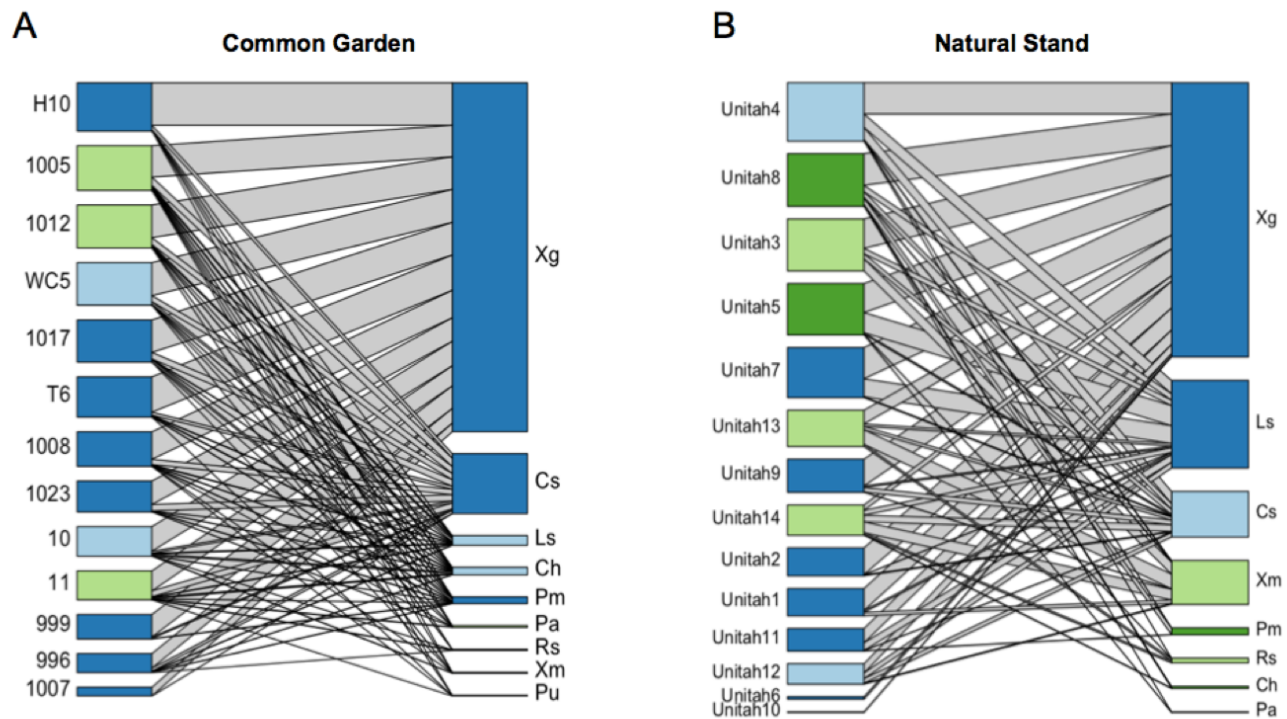 A
Common Garden
H10
1005
1012
WC5
1017
T6
1008
1023
10
11
999
996
1007
Xg
Cs
Ls
Ch
Pm
Pa
Rs
Xm
Pu
B
Natural Stand
Unitah4
Unitah8
Unitah3
Unitah5
Unitah7
Unitah13
Unitah9
Unitah14
Unitah2
Unitah1
Unitah11
Unitah12
Unitah6
Unitah10
Xg
Ls
Cs
Xm
Pm
Rs
Ch
Pa